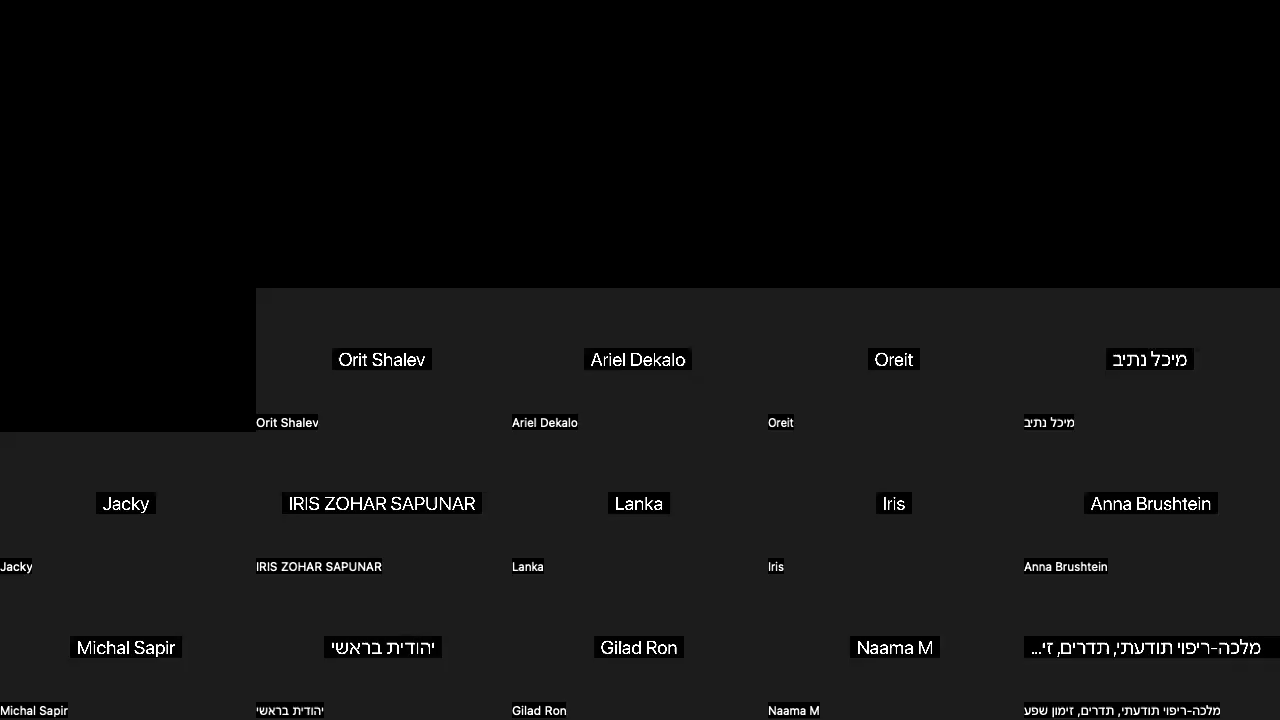 Orit Shalev
Ariel Dekalo
Oreit
מיכל נתיב
Orit Shalev
Ariel Dekalo
Oreit
מיכל נתיב
Jacky
IRIS ZOHAR SAPUNAR
Lanka
Iris
Anna Brushtein
Jacky
IRIS ZOHAR SAPUNAR
Lanka
Iris
Anna Brushtein
Michal Sapir
יהודית בראשי
Gilad Ron
Naama M
מלכה-ריפוי תודעתי, תדרים, זי...
Michal Sapir
יהודית בראשי
Gilad Ron
Naama M
מלכה-ריפוי תודעתי, תדרים, זימון שפע